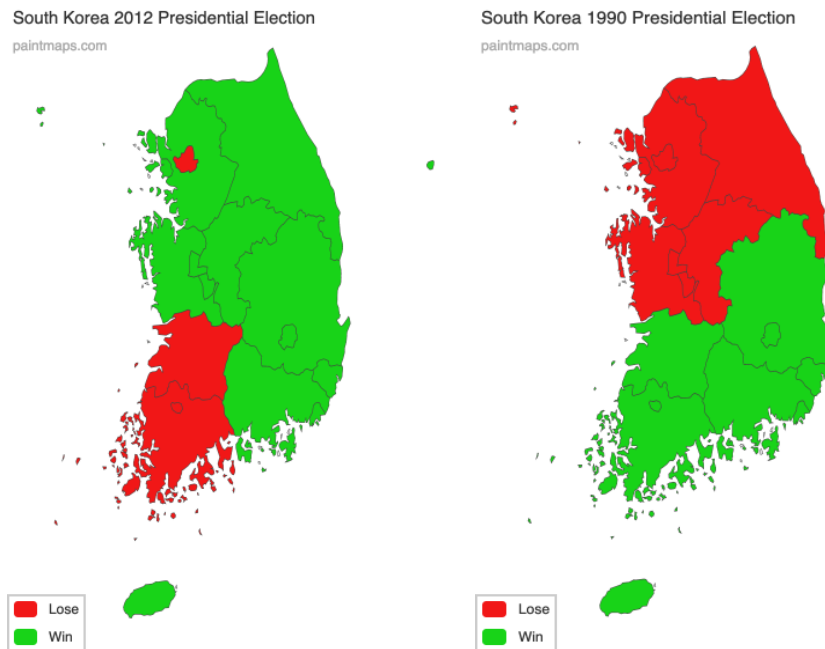 South Korea 2012 Presidential Election
paintmaps.com
Lose
Win
South Korea 1990 Presidential Election
paintmaps.com
Lose
Win